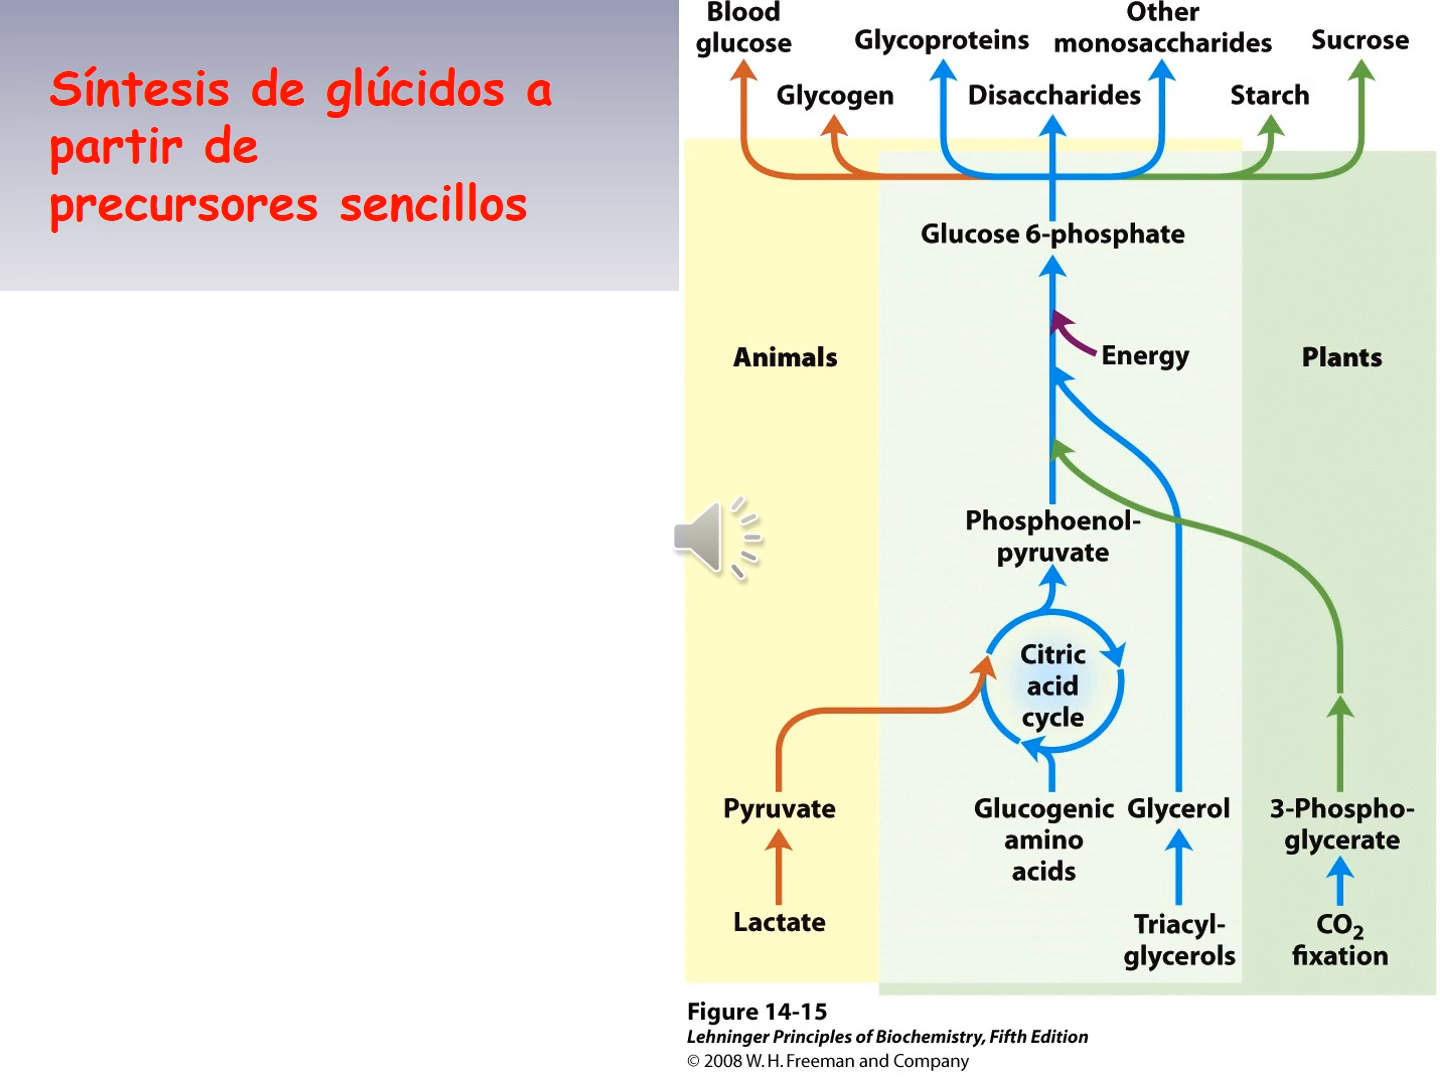 Síntesis de glúcidos a
partir de
precursores sencillos
Blood
glucose
Glycogen
Glycoproteins
Disaccharides
Other
monosaccharides
Starch
Sucrose
Glucose 6-phosphate
Animals
Energy
Plants
Phosphoenol-
pyruvate
Citric
acid
cycle
Pyruvate
Glucogenic
amino
acids
Glycerol
3-Phospho-
glycerate
Lactate
Triacyl-
glycerols
CO2
fixation
Figure 14-15
Lehninger Principles of Biochemistry, Fifth Edition
© 2008 W. H. Freeman and Company